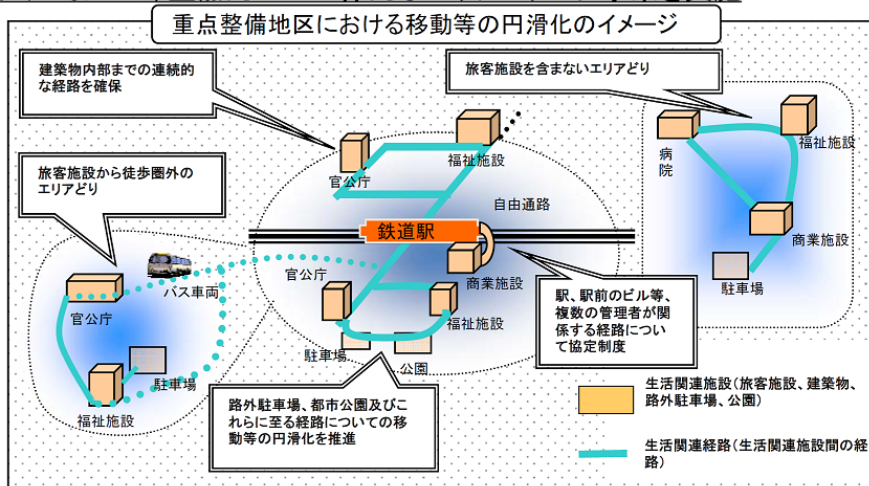 重点整備地区における移動等の円滑化のイメージ
建築物内部までの連続的
な経路を確保
旅客施設を含まないエリアどり
福祉施設
病院
福祉施設
官公庁
旅客施設から徒歩圏外の
エリアどり
自由通路
鉄道駅
商業施設
官公庁
商業施設
バス車両
駐車場
官公庁
駅、駅前のビル等、
複数の管理者が関
係する経路につい
て協定制度
福祉施設
駐車場
公園
駐車場
福祉施設
路外駐車場、都市公園及びこ
れらに至る経路についての移
動等の円滑化を推進
生活関連施設(旅客施設、建築物、
路外駐車場、公園)
生活関連経路(生活関連施設間の経
路)